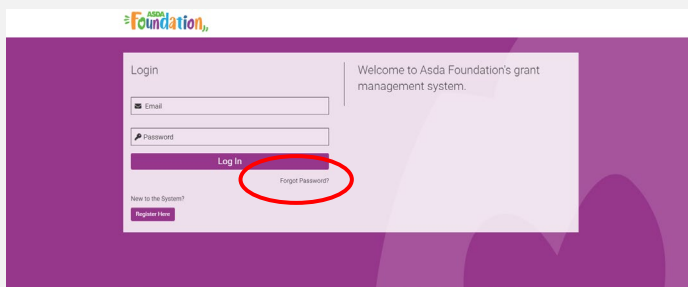 ASDA
Foundation
Login
Welcome to Asda Foundation's grant
management system.
Email
Password
Log In
Forgot Password?
New to the System?
Register Here